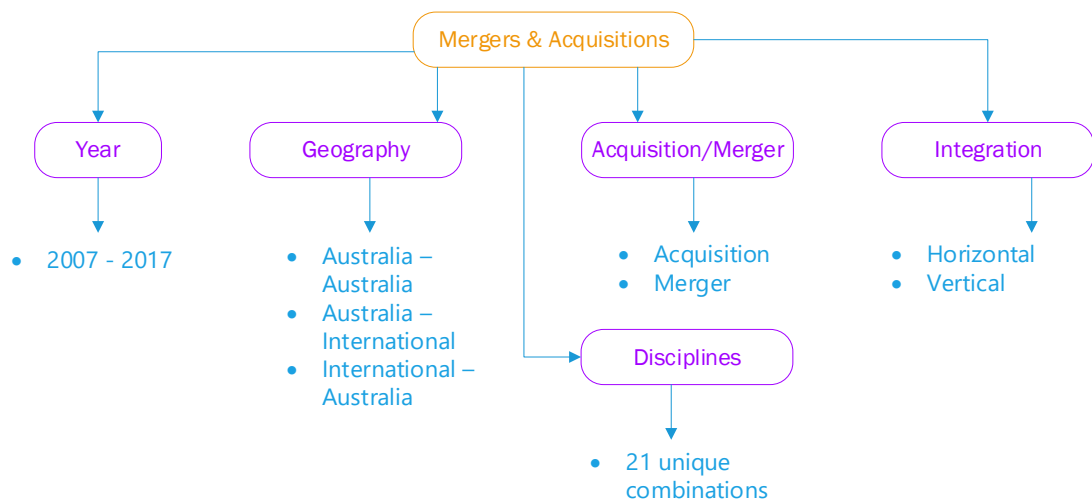 Mergers & Acquisitions
Year
Geography
Acquisition/Merger
Integration
• 2007 - 2017
• Australia –
Australia
• Australia –
International
• International –
Australia
• Acquisition
• Merger
• Horizontal
• Vertical
Disciplines
• 21 unique
combinations